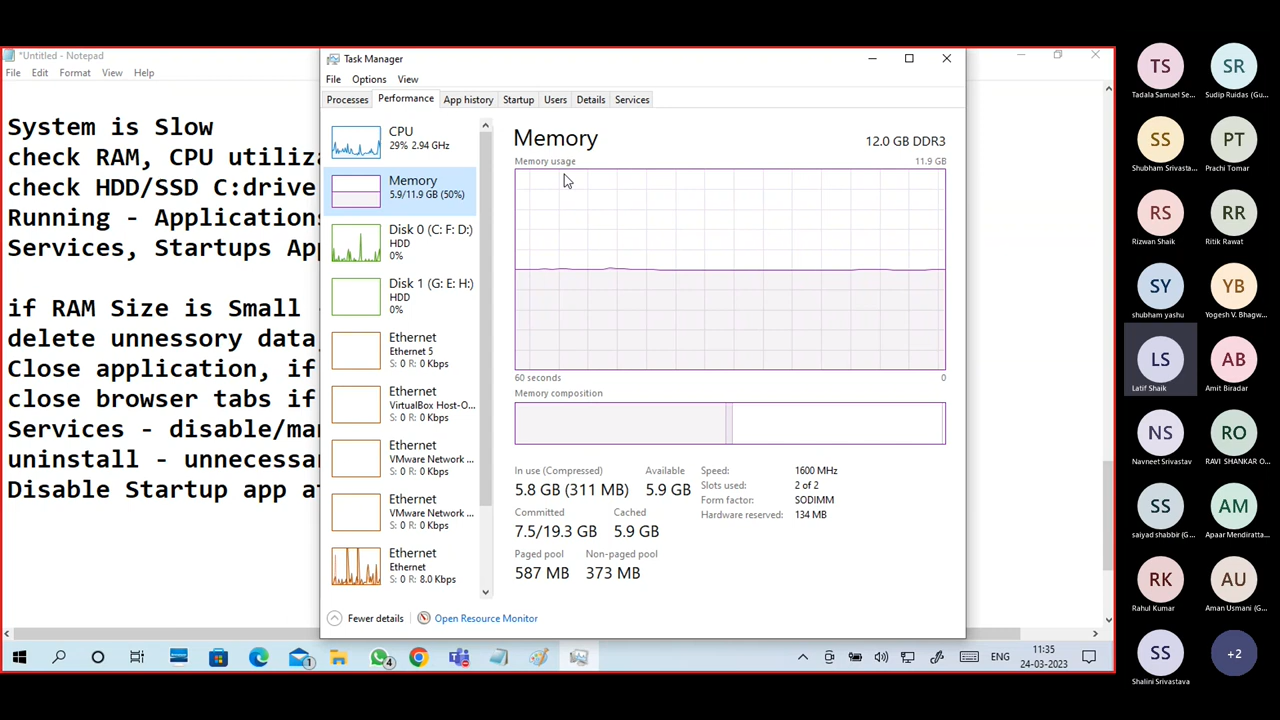 *Untitled - Notepad
File Edit Format View Help
System is Slow
check RAM, CPU utiliz
check HDD/SSD C:drive
Running - Application
Services, Startups Ap
if RAM Size is Small -
delete unnessory data
Close application, if
close browser tabs if
Services - disable/ma
uninstall - unnecessa
Disable Startup app a
Task Manager
File Options View
Processes Performance App history Startup Users Details Services
CPU
29% 2.94 GHz
Memory
5.9/11.9 GB (50%)
Disk 0 (C: F: D:)
HDD
0%
Disk 1 (G: E: H:)
HDD
0%
Ethernet
Ethernet 5
S: 0 R: 0 Kbps
Ethernet
VirtualBox Host-O...
S: 0 R: 0 Kbps
Ethernet
VMware Network ...
S: 0 R: 0 Kbps
Ethernet
VMware Network ...
S: 0 R: 0 Kbps
Ethernet
Ethernet
S: 0 R: 8.0 Kbps
Memory 12.0 GB DDR3
Memory usage 11.9 GB
60 seconds 0
Memory composition
In use (Compressed) Available
5.8 GB (311 MB) 5.9 GB
Committed Cached
7.5/19.3 GB 5.9 GB
Paged pool Non-paged pool
587 MB 373 MB
Speed: 1600 MHz
Slots used: 2 of 2
Form factor: SODIMM
Hardware reserved: 134 MB
Fewer details Open Resource Monitor
1
4
ENG
11:35
24-03-2023
TS SR
Tadala Samuel Se... Sudip Ruidas (Gu...
SS PT
Shubham Srivasta... Prachi Tomar
RS RR
Rizwan Shaik Ritik Rawat
SY YB
shubham yashu Yogesh V. Bhagw...
LS AB
Latif Shaik Amit Biradar
NS RO
Navneet Srivastav RAVI SHANKAR O...
SS AM
saiyad shabbir (G... Apaar Mendiratta...
RK AU
Rahul Kumar Aman Usmani (G...
SS +2
Shalini Srivastava